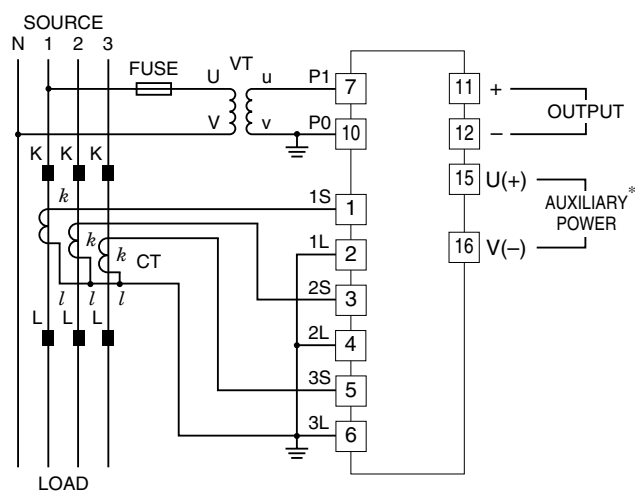 SOURCE
N 1 2 3
FUSE
U VT u P1 7
V v P0 10
K K K
k 1S 1
k
k CT 1L 2
l l l 2S 3
L L L
2L 4
3S 5
3L 6
LOAD
11 +
OUTPUT
12 −
15 U(+)
AUXILIARY*
POWER
16 V(−)